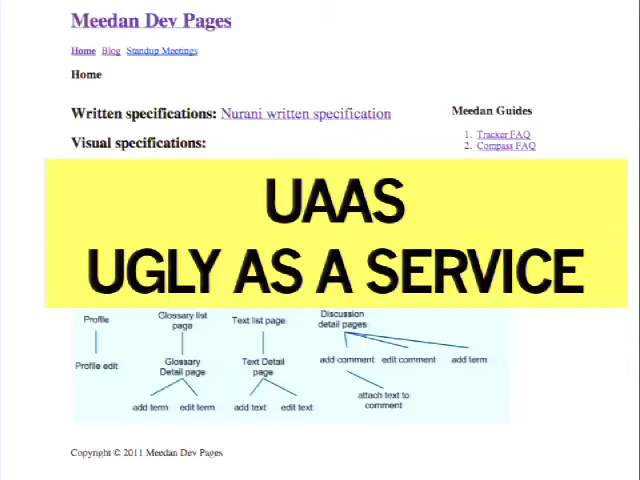 Meedan Dev Pages
Home Blog Standup Meetings
Home
Written specifications: Nurani written specification
Meedan Guides
1. Tracker FAQ
2. Compass FAQ
Visual specifications:
UAAS
UGLY AS A SERVICE
Profile
Glossary list page
Text list page
Discussion detail pages
Profile edit
Glossary Detail page
Text Detail page
add comment
edit comment
add term
add term
edit term
add text
edit text
attach text to comment
Copyright © 2011 Meedan Dev Pages